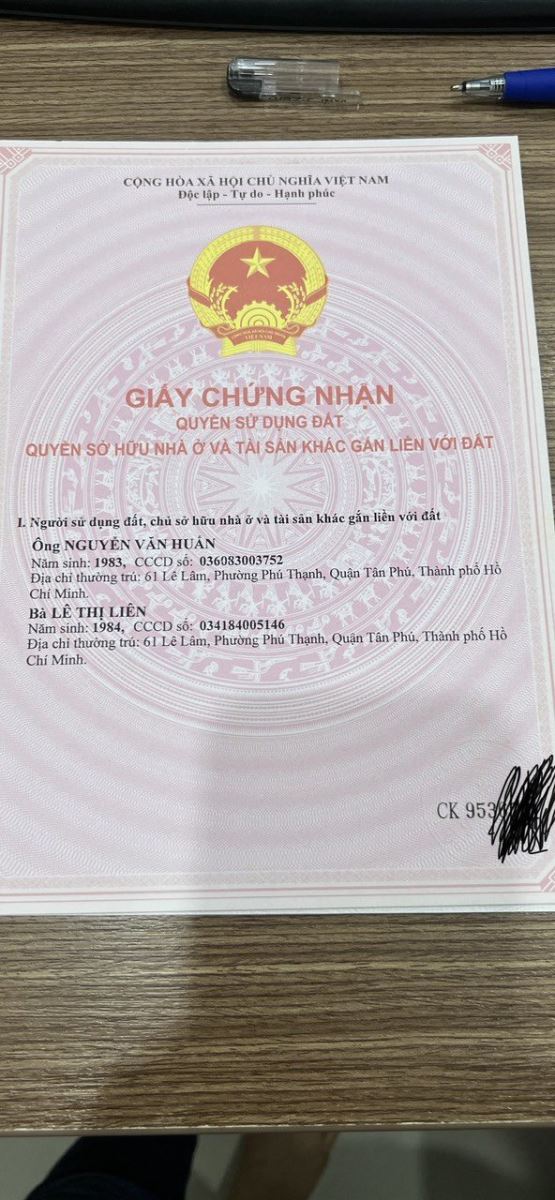 CỘNG HÒA XÃ HỘI CHỦ NGHĨA VIỆT NAM
Độc lập - Tự do - Hạnh phúc
VIỆT NAM
GIẤY CHỨNG NHẬN
QUYỀN SỬ DỤNG ĐẤT
QUYỀN SỞ HỮU NHÀ Ở VÀ TÀI SẢN KHÁC GẮN LIỀN VỚI ĐẤT
I. Người sử dụng đất, chủ sở hữu nhà ở và tài sản khác gắn liền với đất
Ông NGUYỄN VĂN HUẤN
Năm sinh: 1983, CCCD số: 036083003752
Địa chỉ thường trú: 61 Lê Lâm, Phường Phú Thạnh, Quận Tân Phú, Thành phố Hồ
Chí Minh.
Bà LÊ THỊ LIÊN
Năm sinh: 1984, CCCD số: 034184005146
Địa chỉ thường trú: 61 Lê Lâm, Phường Phú Thạnh, Quận Tân Phú, Thành phố Hồ
Chí Minh.
CK 953